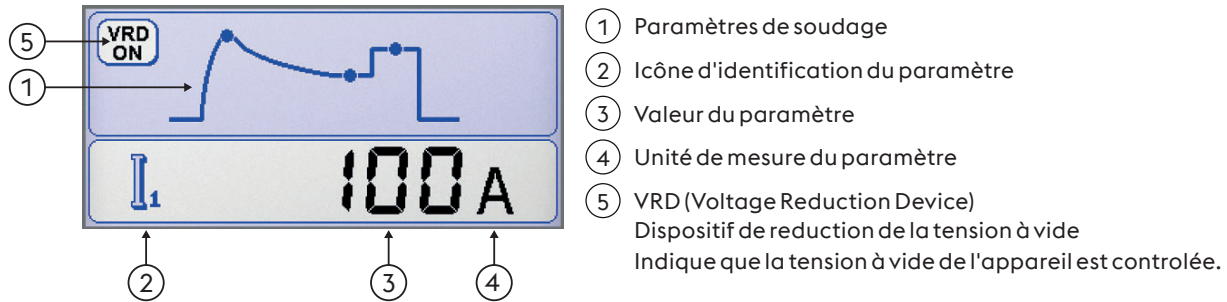 5
VRD
ON
1
I1
100 A
2
3
4
1 Paramètres de soudage
2 Icône d'identification du paramètre
3 Valeur du paramètre
4 Unité de mesure du paramètre
5 VRD (Voltage Reduction Device)
Dispositif de reduction de la tension à vide
Indique que la tension à vide de l'appareil est controlée.